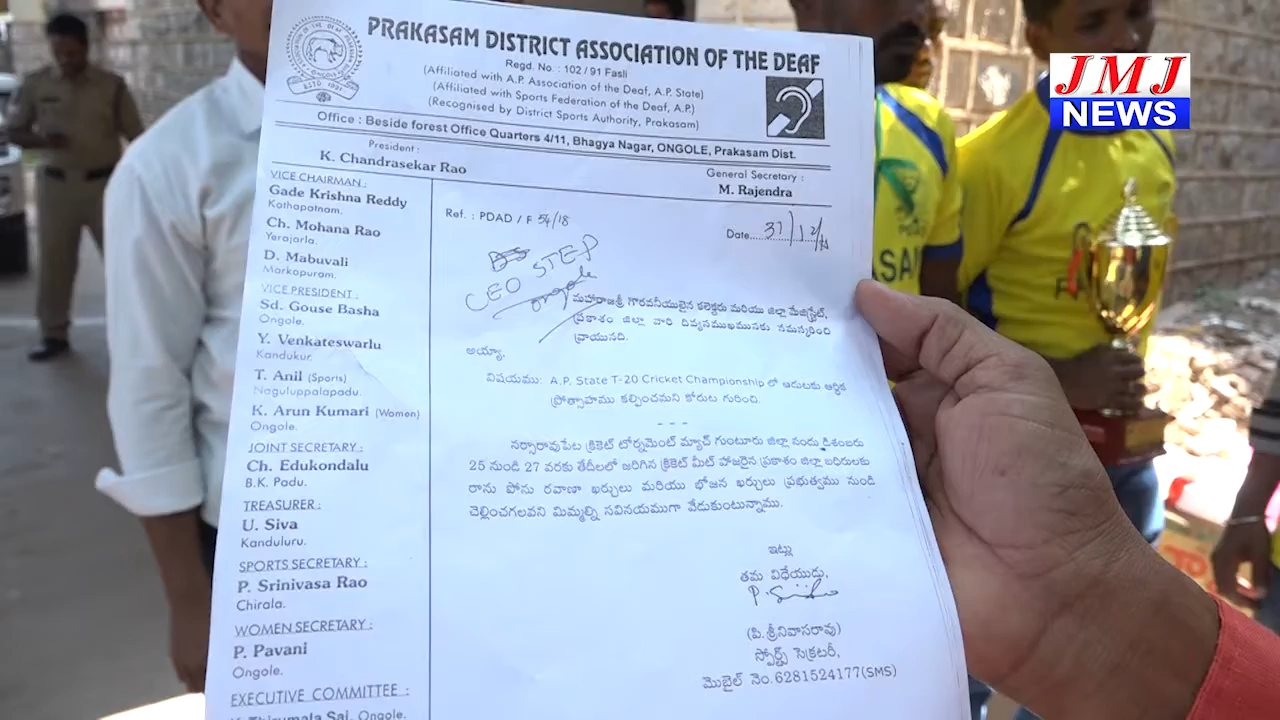 PRAKASAM DISTRICT ASSOCIATION OF THE DEAF
Regd. No. : 102 / 91 Fasli
(Affiliated with A.P. Association of the Deaf, A.P. State)
(Affiliated with Sports Federation of the Deaf, A.P.)
(Recognised by District Sports Authority, Prakasam)
Office : Beside forest Office Quarters 4/11, Bhagya Nagar, ONGOLE, Prakasam Dist.
President :
K. Chandrasekar Rao
General Secretary :
M. Rajendra
VICE CHAIRMAN :
Gade Krishna Reddy
Kothapatnam.
Ch. Mohana Rao
Yerajarla.
D. Mabuvali
Markapuram.
VICE PRESIDENT :
Sd. Gouse Basha
Ongole.
Y. Venkateswarlu
Kandukur.
T. Anil (Sports)
Naguluppalapadu.
K. Arun Kumari (Women)
Ongole.
JOINT SECRETARY :
Ch. Edukondalu
B.K. Padu.
TREASURER :
U. Siva
Kanduluru.
SPORTS SECRETARY :
P. Srinivasa Rao
Chirala.
WOMEN SECRETARY :
P. Pavani
Ongole.
EXECUTIVE COMMITTEE :
Thirumala Sai, Ongole.
Ref. : PDAD / F 54/18
Date 31/12/18
CEO STEP
ongole
మహారాజశ్రీ గౌరవనీయులైన కలెక్టరు మరియు జిల్లా మేజిస్ట్రేట్,
ప్రకాశం జిల్లా వారి దివ్యసముఖమునకు నమస్కరించి
వ్రాయునది.
అయ్యా,
విషయము: A.P. State T-20 Cricket Championship లో ఆడుటకు ఆర్థిక
ప్రోత్సాహము కల్పించమని కోరుట గురించి.
- - -
నర్సారావుపేట క్రికెట్ టోర్నమెంట్ మ్యాచ్ గుంటూరు జిల్లా నందు డిశంబరు
25 నుండి 27 వరకు తేదీలలో జరిగిన క్రికెట్ మీట్ హాజరైన ప్రకాశం జిల్లా బధిరులకు
రాను పోను రవాణా ఖర్చులు మరియు భోజన ఖర్చులు ప్రభుత్వము నుండి
చెల్లించగలవని మిమ్మల్ని సవినయముగా వేడుకుంటున్నాము.
ఇట్లు
తమ విధేయుడు,
(పి.శ్రీనివాసరావు)
స్పోర్ట్స్ సెక్రటరీ,
మొబైల్ నెం.6281524177(SMS)
JMJ
NEWS